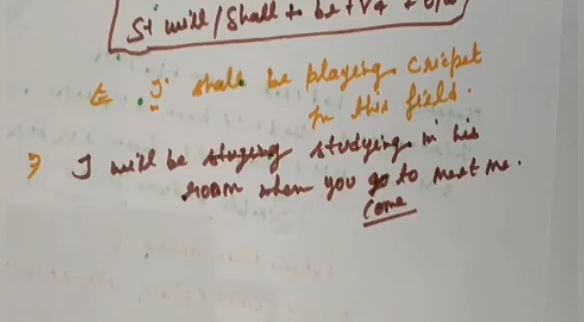 S+ will / Shall + be + V4 + O/w
E. I shall be playing cricket
in this field.
I will be studying in his
room when you go to meet me.
come